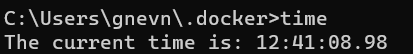 C:\Users\gnevn\.docker>time
The current time is: 12:41:08.98